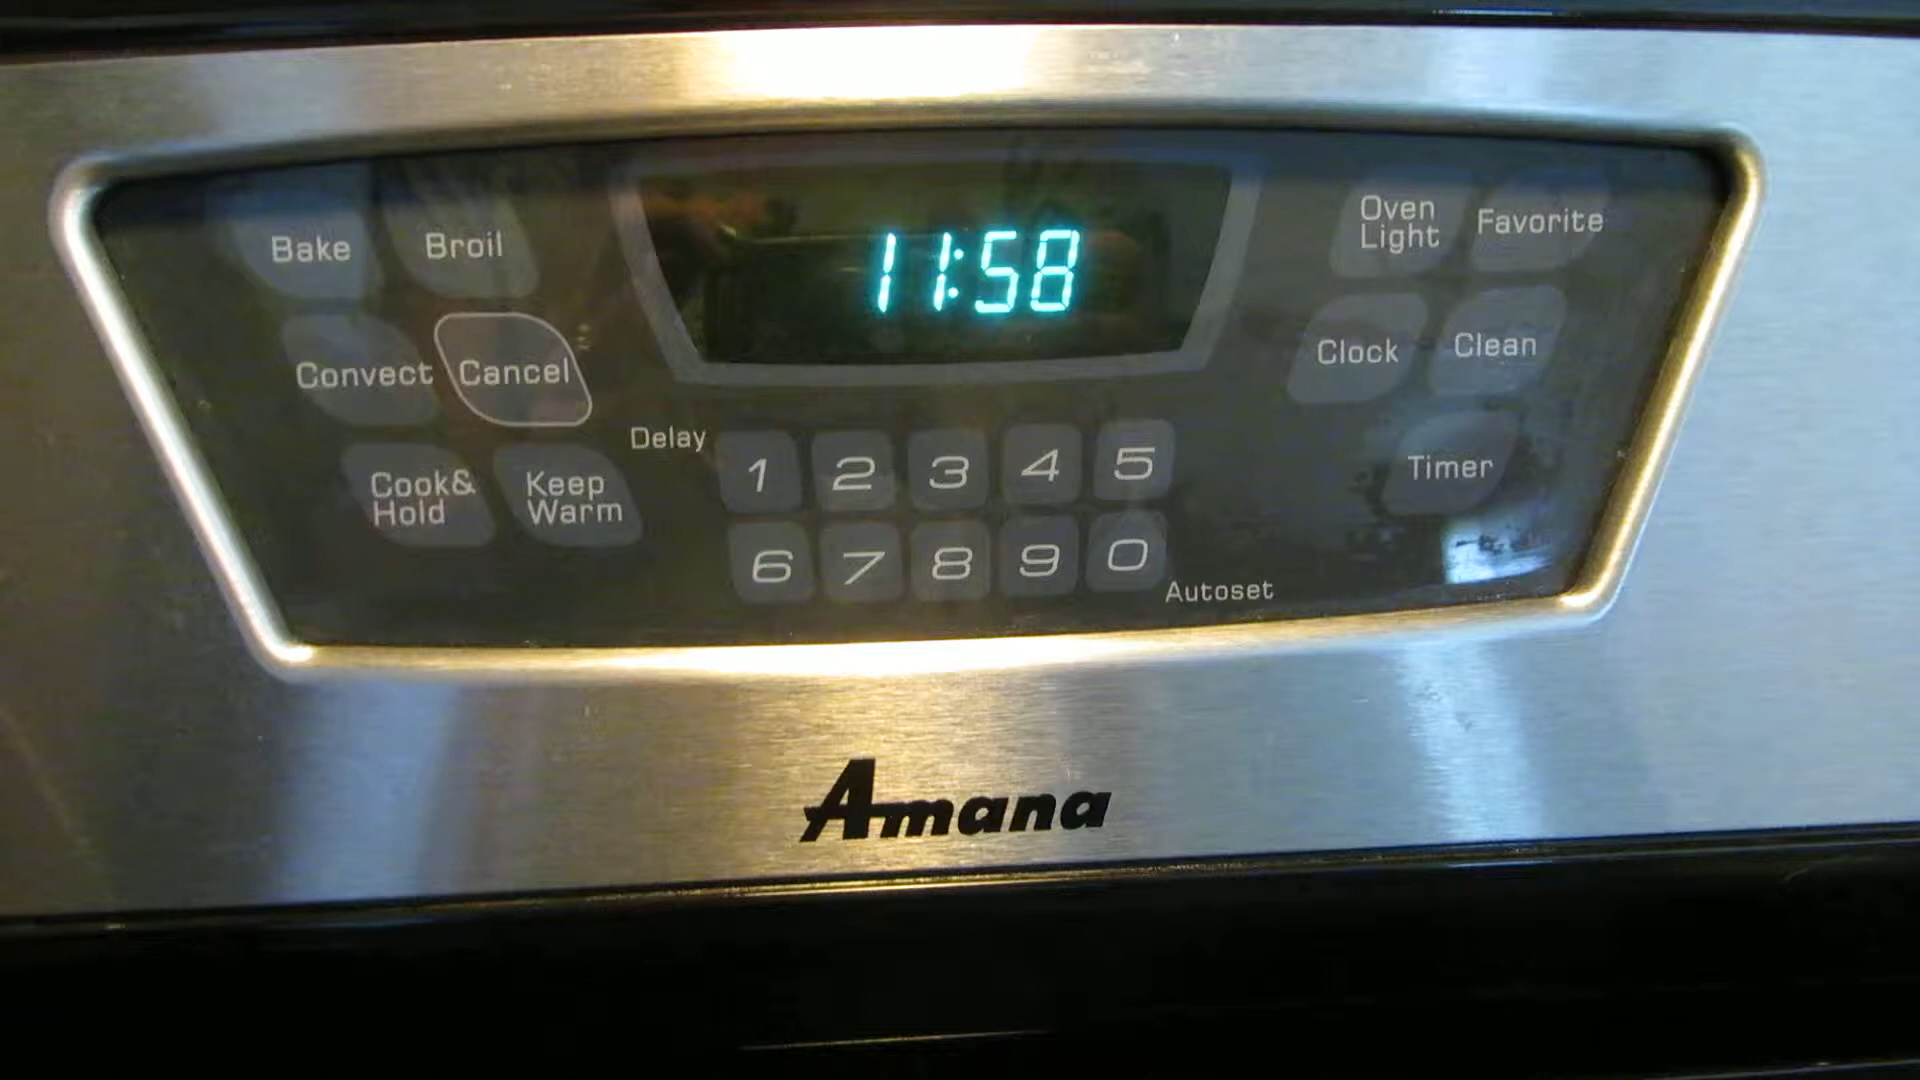 11:58
Bake
Broil
Oven
Light
Favorite
Convect
Cancel
Clock
Clean
Cook&
Hold
Keep
Warm
Delay
1 2 3 4 5
6 7 8 9 0
Autoset
Timer
Amana